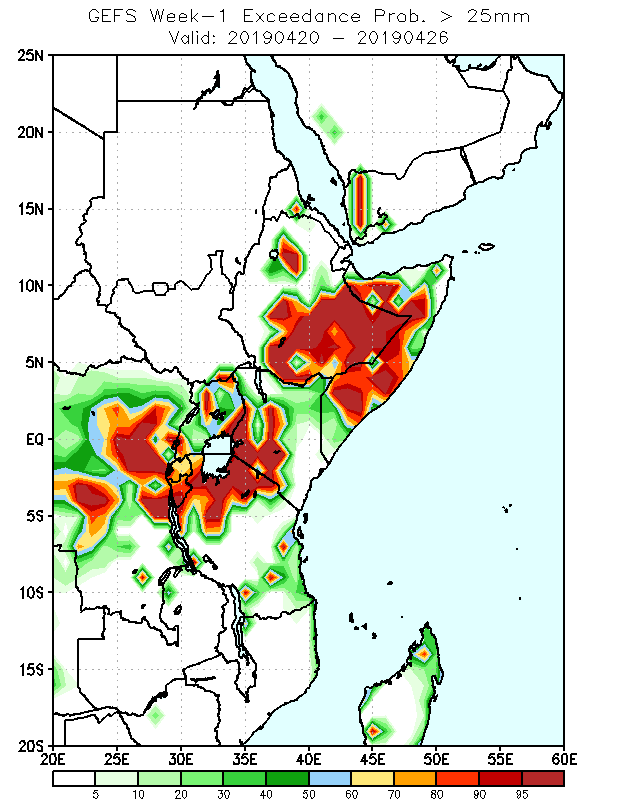 GEFS Week-1 Exceedance Prob. > 25mm
Valid: 20190420 - 20190426
25N
20N
15N
10N
5N
EQ
5S
10S
15S
20S
20E 25E 30E 35E 40E 45E 50E 55E 60E
5 10 20 30 40 50 60 70 80 90 95